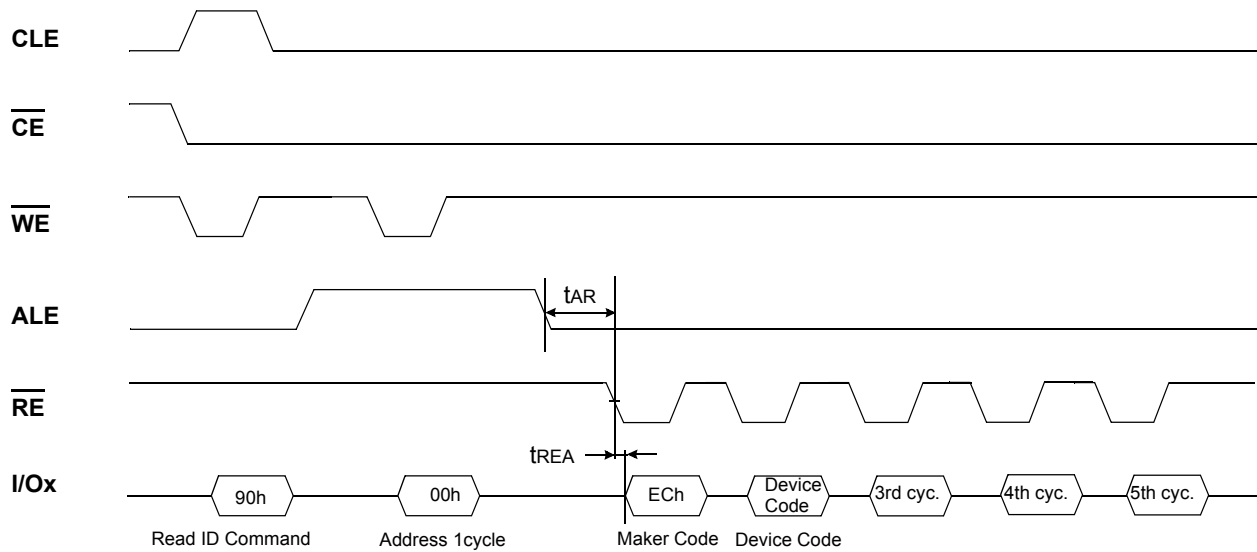 CLE
CE
WE
ALE
tAR
RE
tREA
I/Ox
90h
00h
ECh
Device
Code
3rd cyc.
4th cyc.
5th cyc.
Read ID Command
Address 1cycle
Maker Code
Device Code